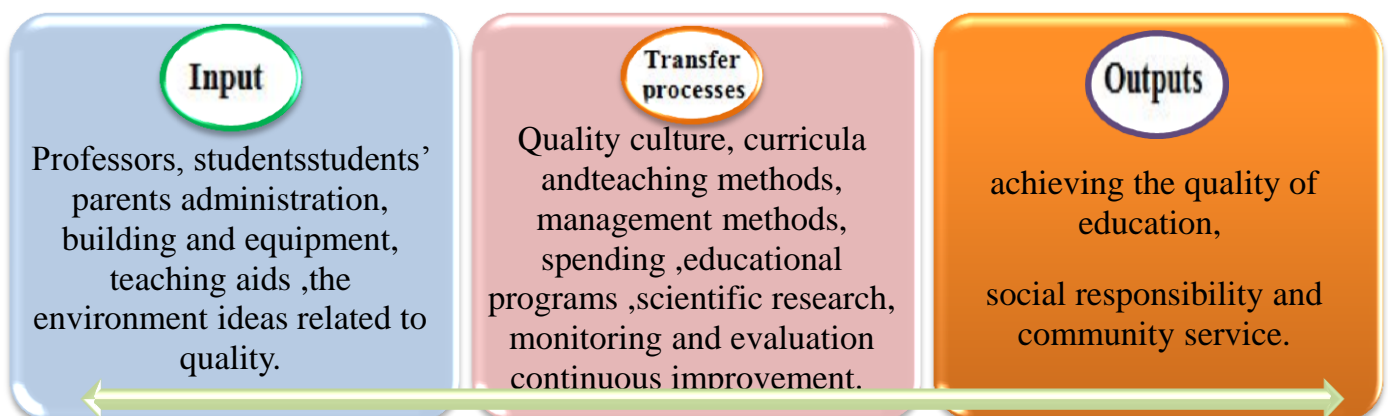 Input
Professors, studentsstudents’
parents administration,
building and equipment,
teaching aids ,the
environment ideas related to
quality.
Transfer
processes
Quality culture, curricula
andteaching methods,
management methods,
spending ,educational
programs ,scientific research,
monitoring and evaluation
continuous improvement.
Outputs
achieving the quality of
education,
social responsibility and
community service.